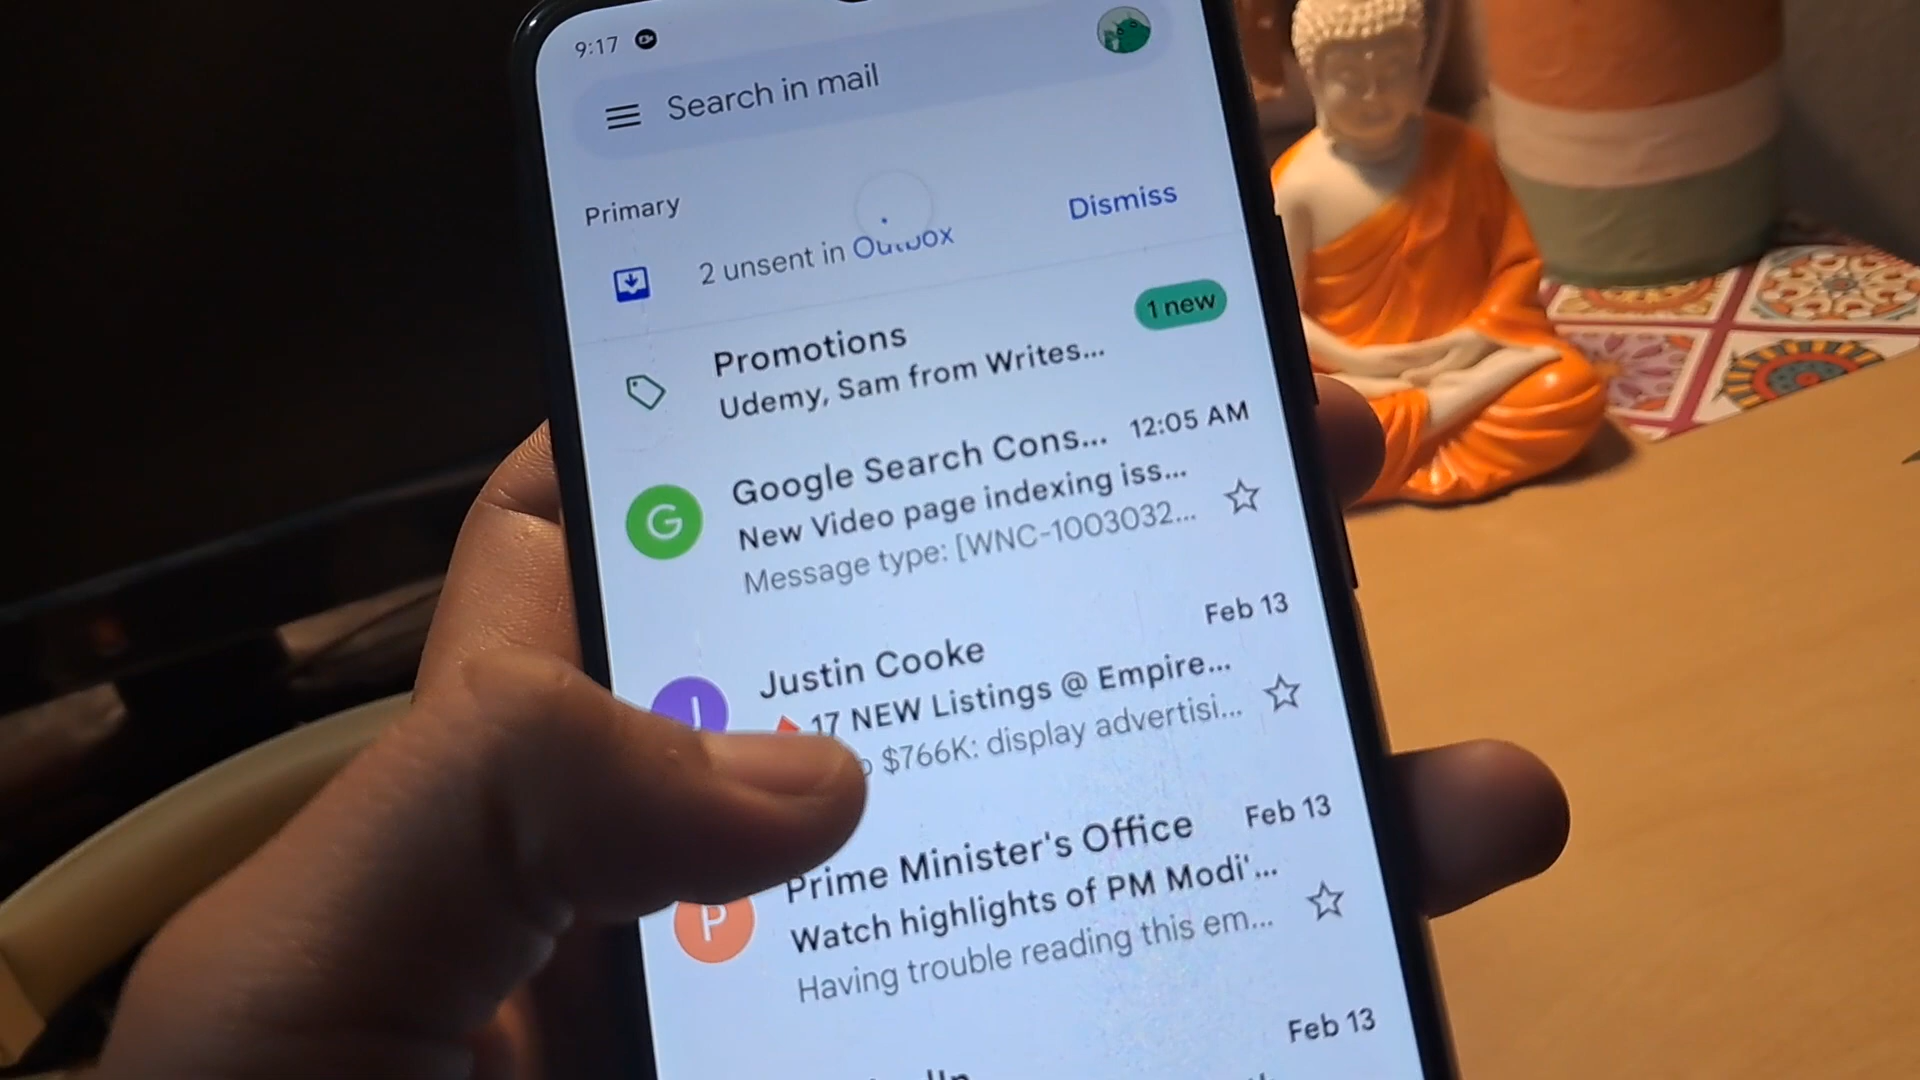 9:17
Search in mail
Primary
2 unsent in Outbox
Dismiss
Promotions
1 new
Udemy, Sam from Writes...
Google Search Cons... 12:05 AM
G
New Video page indexing iss...
Message type: [WNC-1003032...
Feb 13
Justin Cooke
J
17 NEW Listings @ Empire...
$766K: display advertisi...
Prime Minister's Office Feb 13
P
Watch highlights of PM Modi'...
Having trouble reading this em...
Feb 13